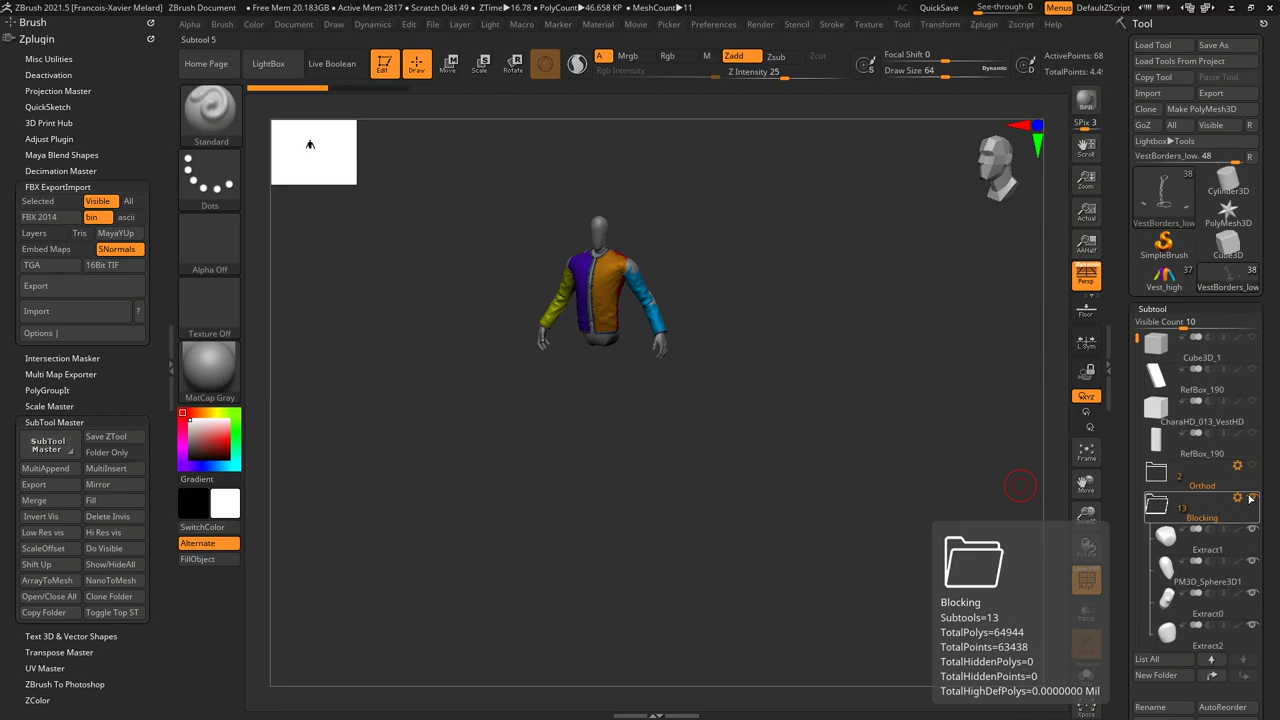 ZBrush 2021.5 [Francois-Xavier Melard] ZBrush Document • Free Mem 20.183GB • Active Mem 2817 • Scratch Disk 49 • ZTime▶16.78 • PolyCount▶46.658 KP • MeshCount▶11 AC QuickSave See-through 0 Menus DefaultZScript
Alpha Brush Color Document Draw Dynamics Edit File Layer Light Macro Marker Material Movie Picker Preferences Render Stencil Stroke Texture Tool Transform Zplugin Zscript Help
Brush
Zplugin
Misc Utilities
Deactivation
Projection Master
QuickSketch
3D Print Hub
Adjust Plugin
Maya Blend Shapes
Decimation Master
FBX ExportImport
Selected Visible All
FBX 2014 bin ascii
Layers Tris MayaYUp
Embed Maps SNormals
TGA 16Bit TIF
Export
Import ?
Options |
Intersection Masker
Multi Map Exporter
PolyGroupIt
Scale Master
SubTool Master
SubTool
Master
Save ZTool
Folder Only
MultiAppend MultiInsert
Export Mirror
Merge Fill
Invert Vis Delete Invis
Low Res vis Hi Res vis
ScaleOffset Do Visible
Shift Up Show/HideAll
ArrayToMesh NanoToMesh
Open/Close All Clone Folder
Copy Folder Toggle Top ST
Text 3D & Vector Shapes
Transpose Master
UV Master
ZBrush To Photoshop
ZColor
Subtool 5
Home Page LightBox Live Boolean Edit Draw Move Scale Rotate
A Mrgb Rgb M Zadd Zsub Zcut
Rgb Intensity Z Intensity 25
Focal Shift 0
Draw Size 64 Dynamic
S
D
ActivePoints: 68
TotalPoints: 4.49
Standard
Dots
Alpha Off
Texture Off
MatCap Gray
Gradient
SwitchColor
Alternate
FillObject
BPR
SPix 3
Scroll
Zoom
Actual
AAHalf
Dynamic
Persp
Floor
L.Sym
XYZ
Frame
Move
Zoom3D
Rotate
PolyF
Transp
Xpose
Blocking
Subtools=13
TotalPolys=64944
TotalPoints=63438
TotalHiddenPolys=0
TotalHiddenPoints=0
TotalHighDefPolys=0.0000000 Mil
Tool
Load Tool Save As
Load Tools From Project
Copy Tool Paste Tool
Import Export
Clone Make PolyMesh3D
GoZ All Visible R
Lightbox▶Tools
VestBorders_low. 48 R
38
VestBorders_low
Cylinder3D
PolyMesh3D
SimpleBrush
Cube3D
37
Vest_high
38
VestBorders_low
Subtool
Visible Count 10
Cube3D_1
RefBox_190
CharaHD_013_VestHD
RefBox_190
2
Orthod
13
Blocking
Extract1
PM3D_Sphere3D1
Extract0
Extract2
List All
New Folder
Rename AutoReorder